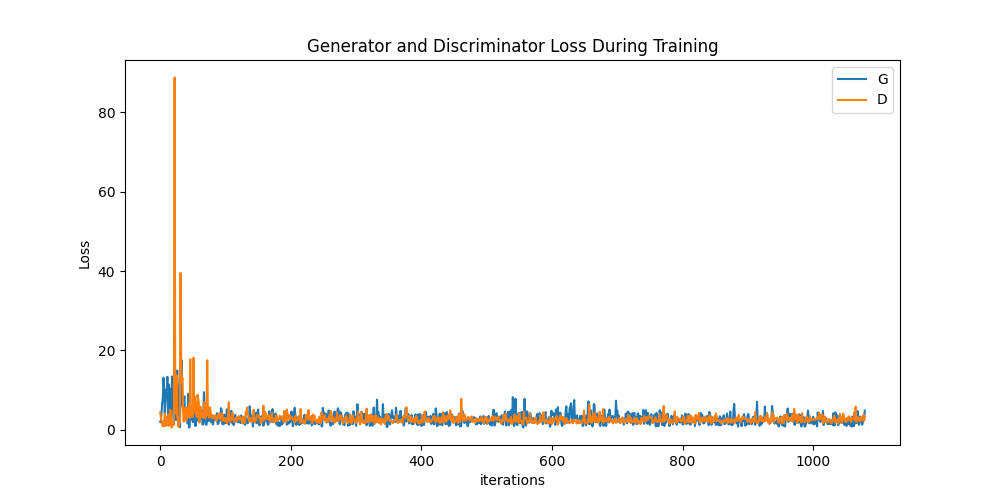 Generator and Discriminator Loss During Training
G
D
Loss
80
60
40
20
0
0 200 400 600 800 1000
iterations